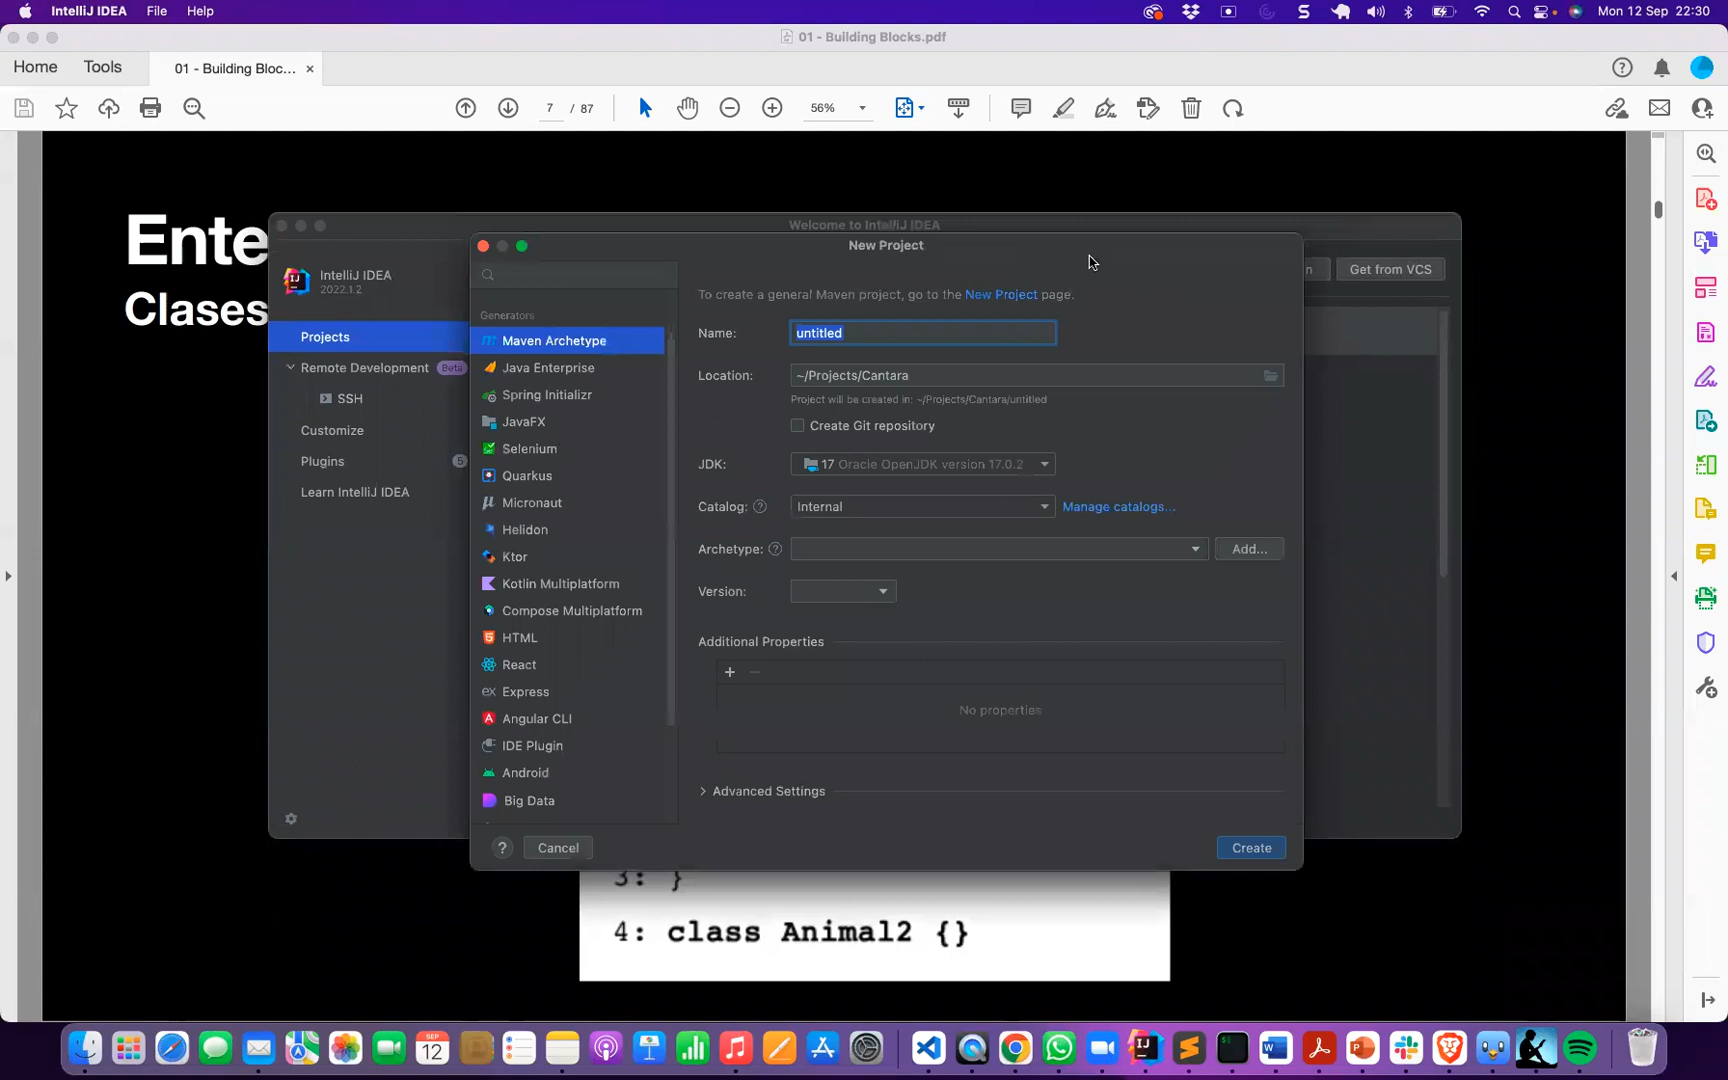 IntelliJ IDEA File Help Mon 12 Sep 22:30
01 - Building Blocks.pdf
Home Tools 01 - Building Bloc... ×
7 / 87 56%
Ente
Clases
Welcome to IntelliJ IDEA
IntelliJ IDEA
2022.1.2
n Get from VCS
Projects
Remote Development Beta
SSH
Customize
Plugins 5
Learn IntelliJ IDEA
New Project
Generators
Maven Archetype
Java Enterprise
Spring Initializr
JavaFX
Selenium
Quarkus
Micronaut
Helidon
Ktor
Kotlin Multiplatform
Compose Multiplatform
HTML
React
ex Express
Angular CLI
IDE Plugin
Android
Big Data
To create a general Maven project, go to the New Project page.
Name: untitled
Location: ~/Projects/Cantara
Project will be created in: ~/Projects/Cantara/untitled
Create Git repository
JDK: 17 Oracle OpenJDK version 17.0.2
Catalog: ? Internal Manage catalogs...
Archetype: ? Add...
Version:
Additional Properties
+ −
No properties
Advanced Settings
? Cancel Create
3: }
4: class Animal2 {}
SEP
12